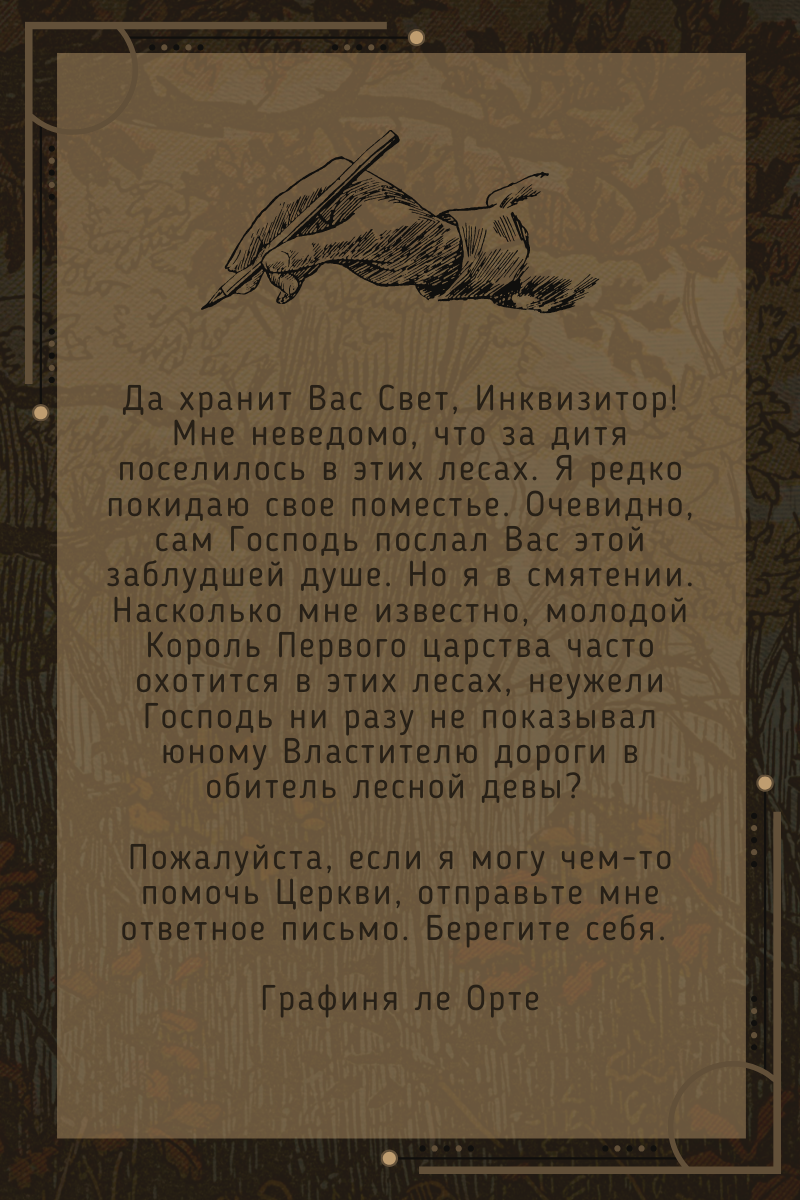 Да хранит Вас Свет, Инквизитор!
Мне неведомо, что за дитя
поселилось в этих лесах. Я редко
покидаю свое поместье. Очевидно,
сам Господь послал Вас этой
заблудшей душе. Но я в смятении.
Насколько мне известно, молодой
Король Первого царства часто
охотится в этих лесах, неужели
Господь ни разу не показывал
юному Властителю дороги в
обитель лесной девы?
Пожалуйста, если я могу чем-то
помочь Церкви, отправьте мне
ответное письмо. Берегите себя.
Графиня ле Орте